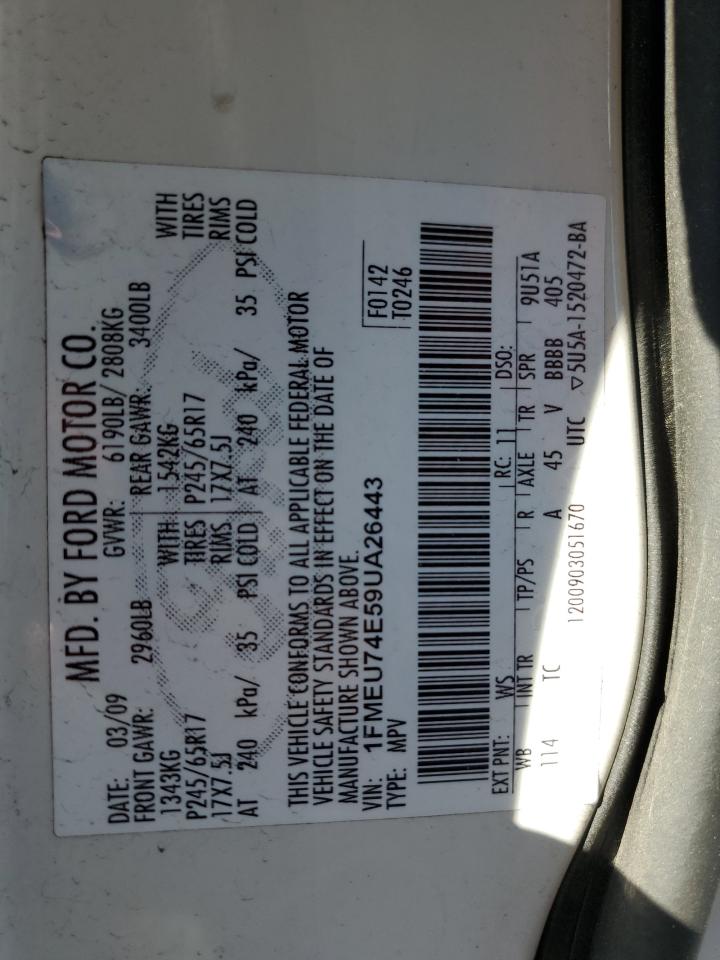 MFD. BY FORD MOTOR CO.
DATE: 03/09 GVWR: 6190LB/ 2808KG
FRONT GAWR: 2960LB REAR GAWR: 3400LB
1343KG WITH 1542KG WITH
P245/65R17 TIRES P245/65R17 TIRES
17X7.5J RIMS 17X7.5J RIMS
AT 240 kPa/ 35 PSI COLD AT 240 kPa/ 35 PSI COLD
THIS VEHICLE CONFORMS TO ALL APPLICABLE FEDERAL MOTOR
VEHICLE SAFETY STANDARDS IN EFFECT ON THE DATE OF
MANUFACTURE SHOWN ABOVE.
VIN: 1FMEU74E59UA26443
TYPE: MPV
F0142
T0246
EXT PNT: WS RC: 11 DSO:
WB INT TR TP/PS R AXLE TR SPR 9U51A
114 TC A 45 V BBBB 405
1200903051670 UTC ▽5U5A-1520472-BA